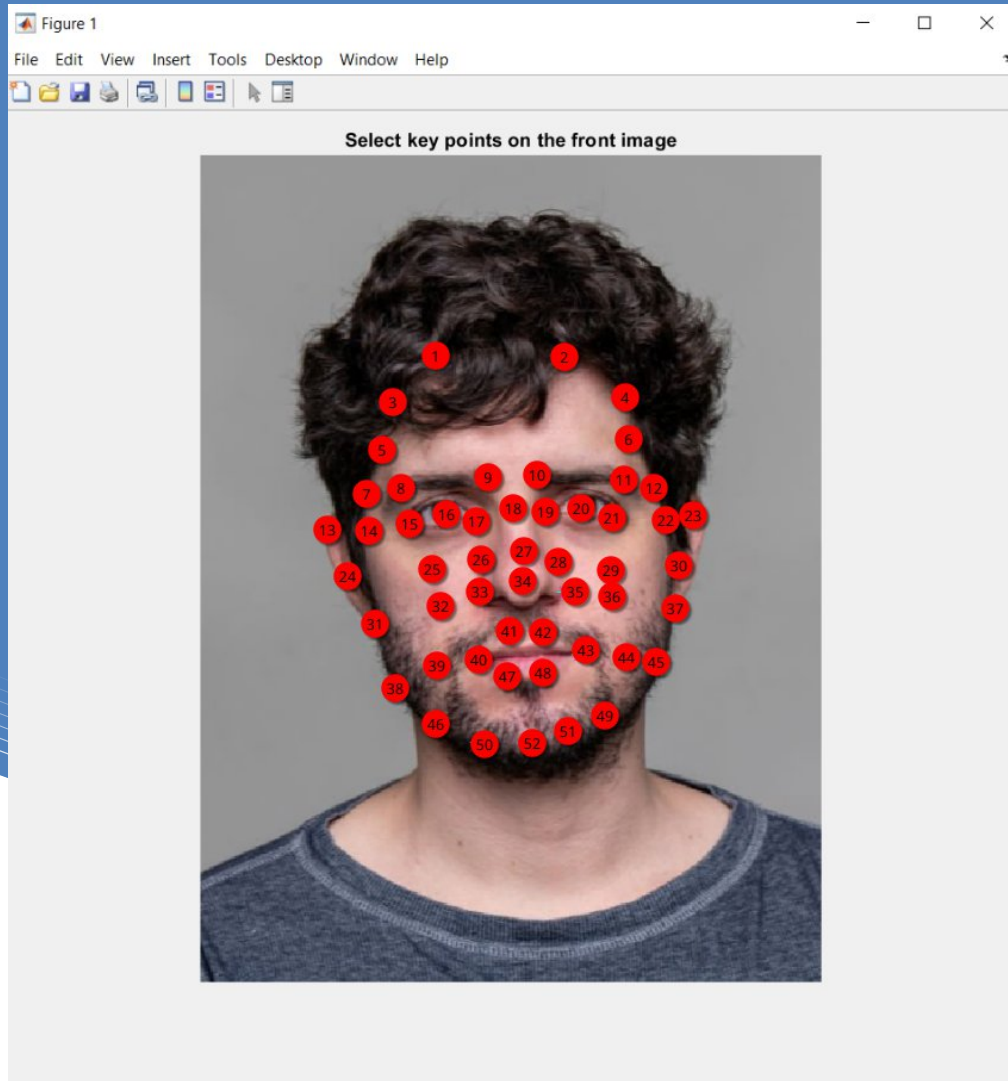 Figure 1
File Edit View Insert Tools Desktop Window Help
Select key points on the front image
1 2
3 4
5 6
7 8 9 10 11 12
13 14 15 16 17 18 19 20 21 22 23
24 25 26 27 28 29 30
31 32 33 34 35 36 37
38 39 40 41 42 43 44 45
46 47 48 49
50 51 52